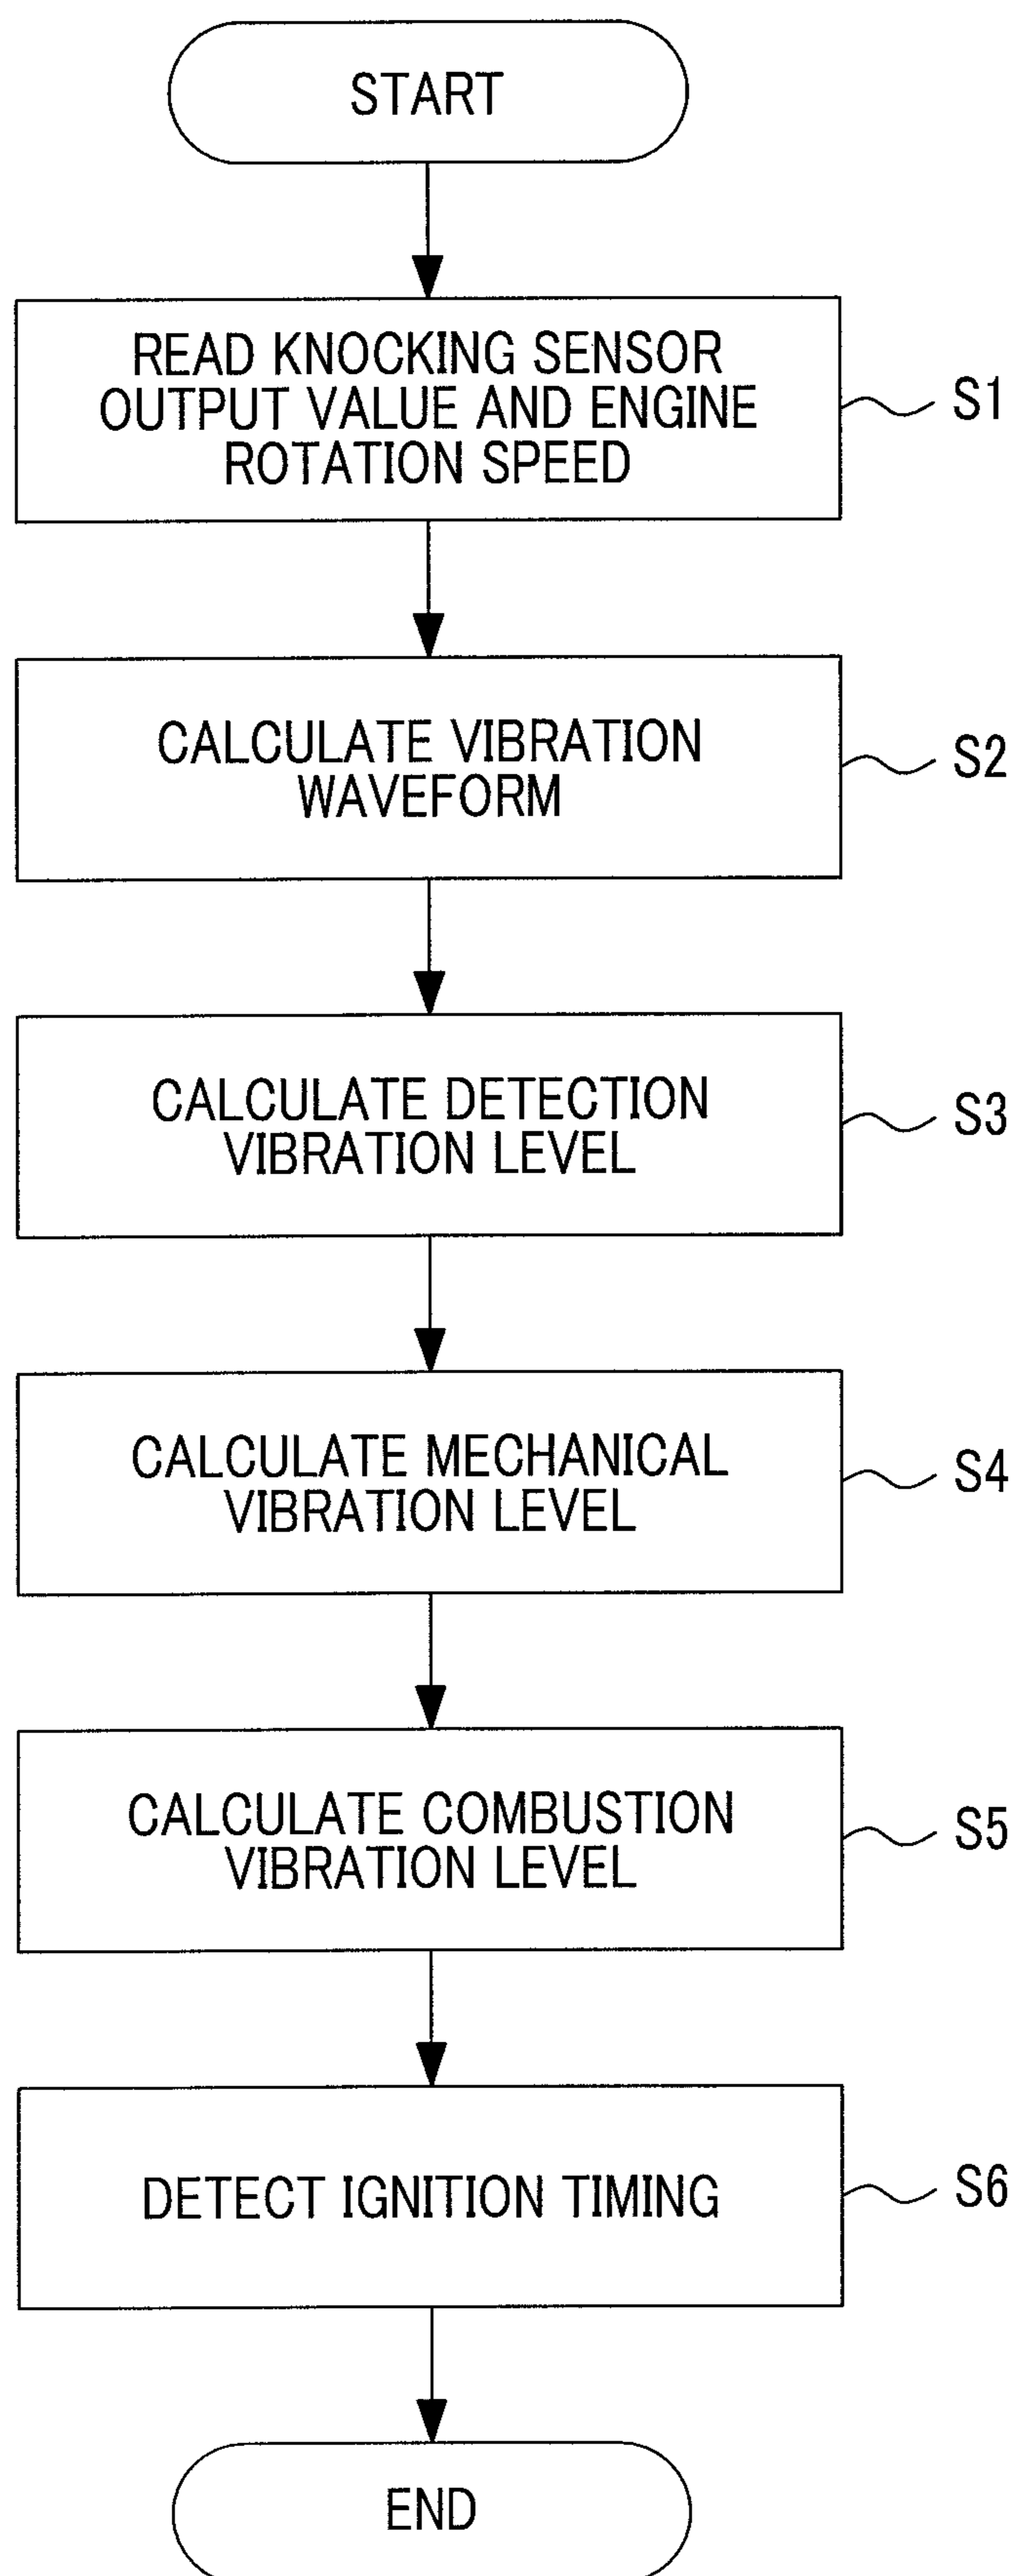 START
READ KNOCKING SENSOR
OUTPUT VALUE AND ENGINE
ROTATION SPEED
S1
CALCULATE VIBRATION
WAVEFORM
S2
CALCULATE DETECTION
VIBRATION LEVEL
S3
CALCULATE MECHANICAL
VIBRATION LEVEL
S4
CALCULATE COMBUSTION
VIBRATION LEVEL
S5
DETECT IGNITION TIMING
S6
END